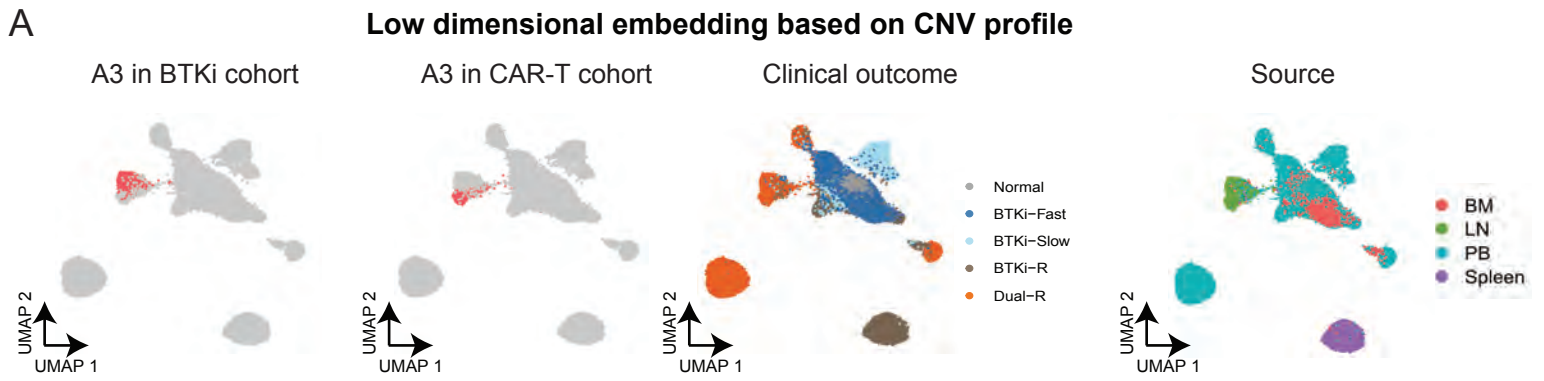 A
Low dimensional embedding based on CNV profile
A3 in BTKi cohort
A3 in CAR-T cohort
Clinical outcome
Source
Normal
BTKi−Fast
BTKi−Slow
BTKi−R
Dual−R
BM
LN
PB
Spleen
UMAP 2
UMAP 1
UMAP 2
UMAP 1
UMAP 2
UMAP 1
UMAP 2
UMAP 1